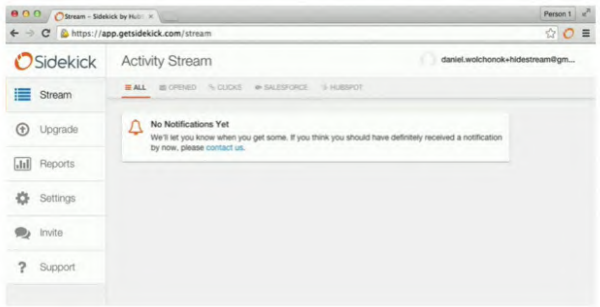 Stream – Sidekick by Hubs ×
Person 1
https://app.getsidekick.com/stream
Sidekick
Activity Stream
daniel.wolchonok+hidestream@gm...
ALL OPENED CLICKS SALESFORCE HUBSPOT
Stream
Upgrade
Reports
Settings
Invite
Support
No Notifications Yet
We'll let you know when you get some. If you think you should have definitely received a notification
by now, please contact us.